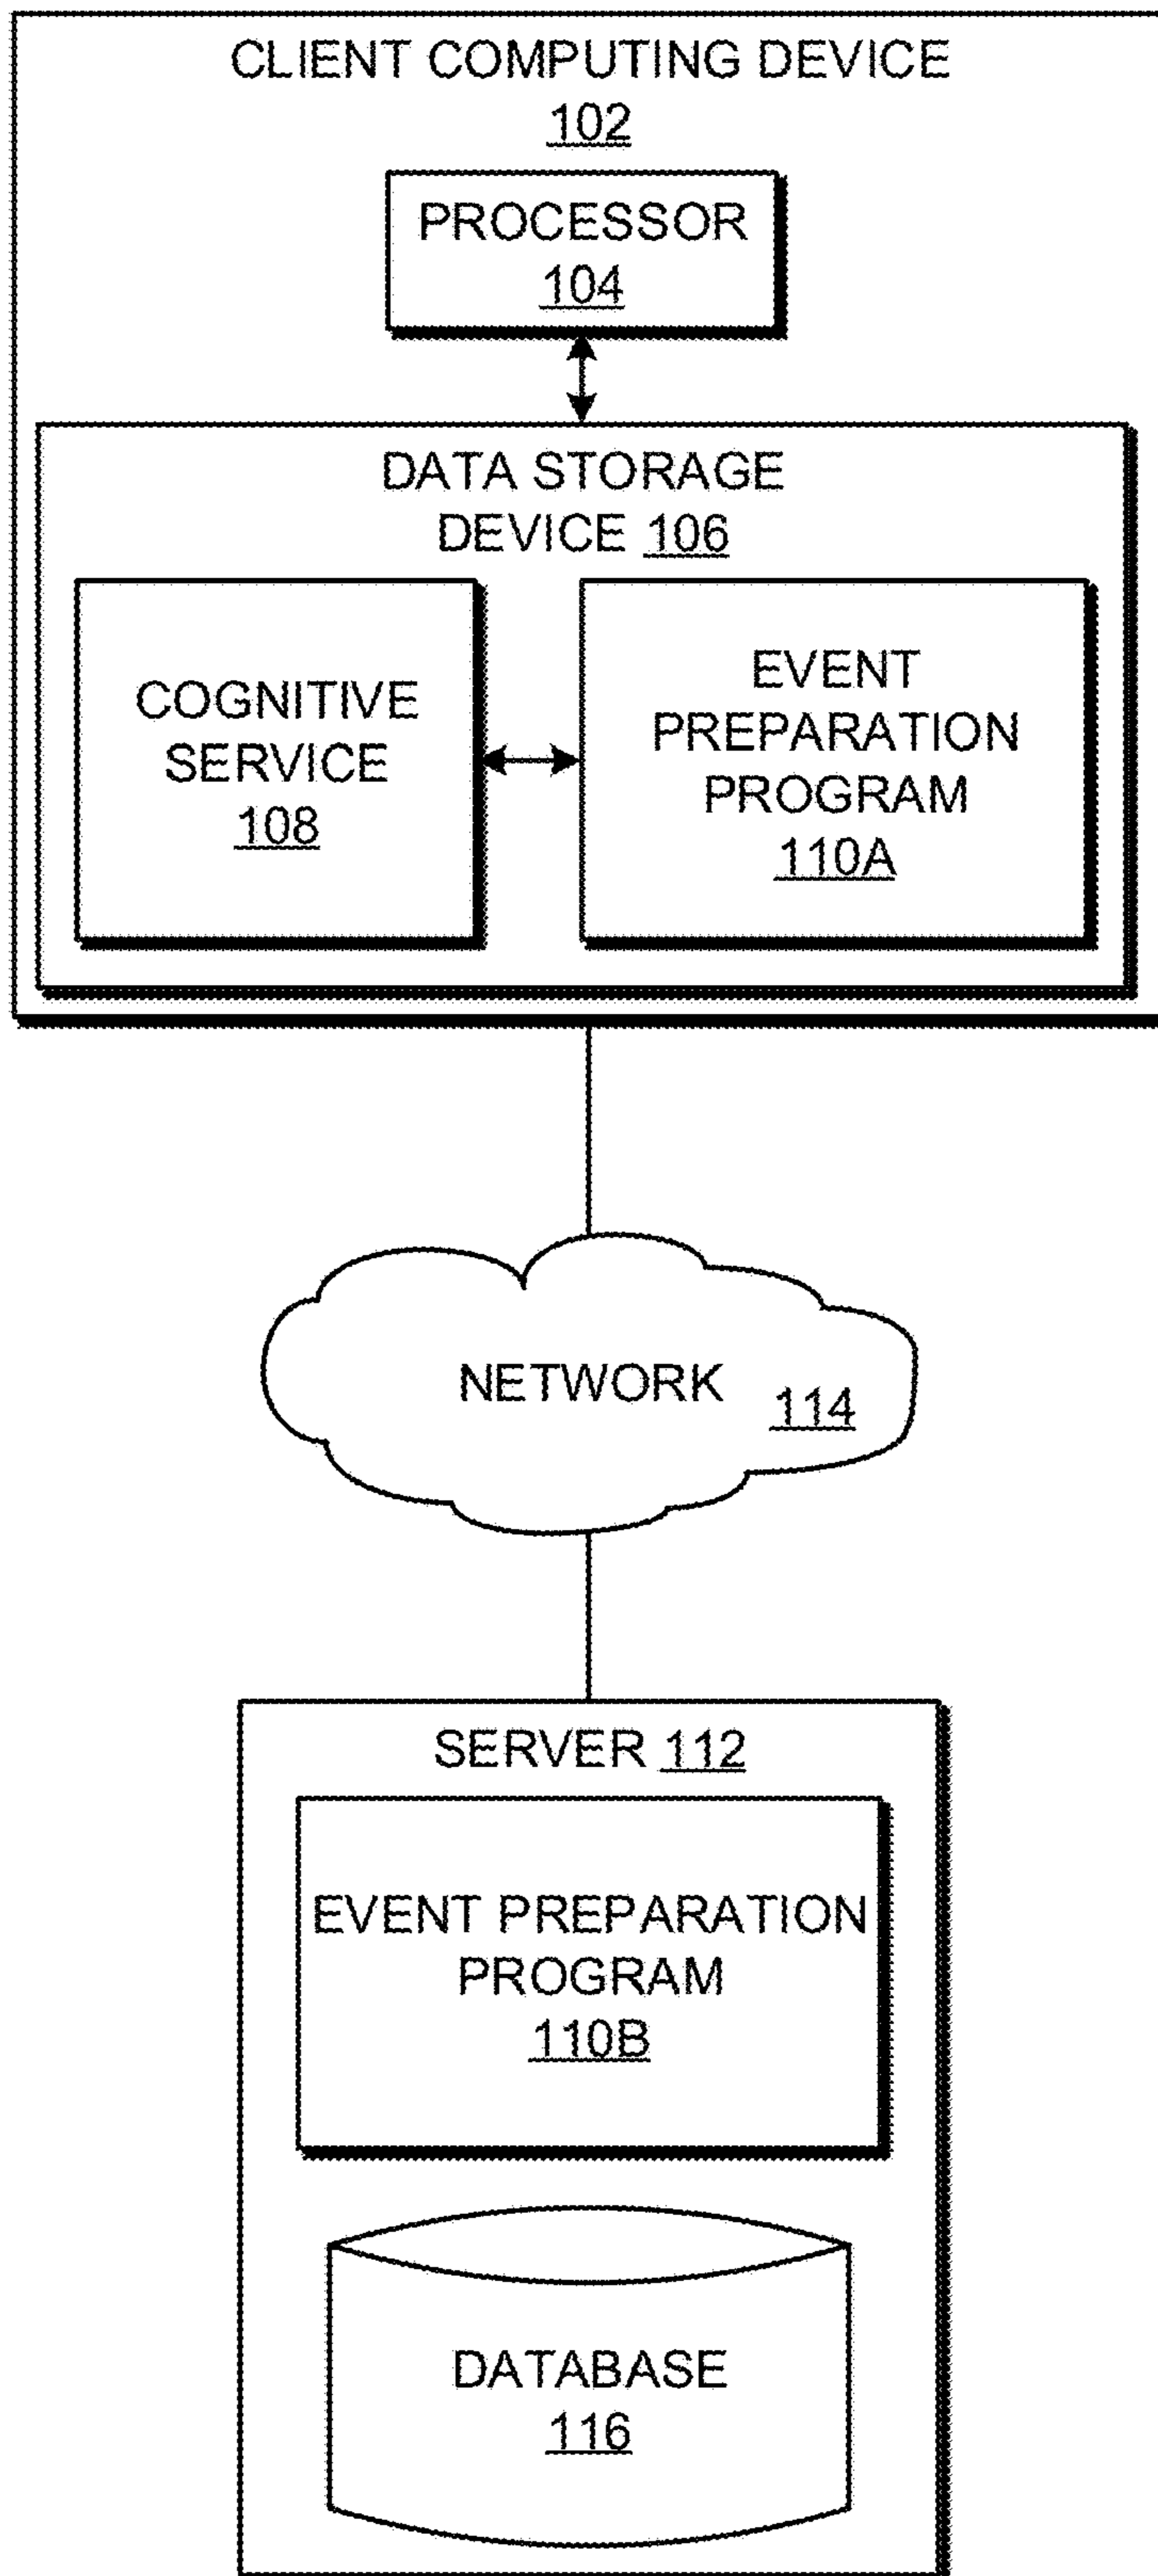 CLIENT COMPUTING DEVICE
102
PROCESSOR
104
DATA STORAGE
DEVICE 106
COGNITIVE
SERVICE
108
EVENT
PREPARATION
PROGRAM
110A
NETWORK 114
SERVER 112
EVENT PREPARATION
PROGRAM
110B
DATABASE
116